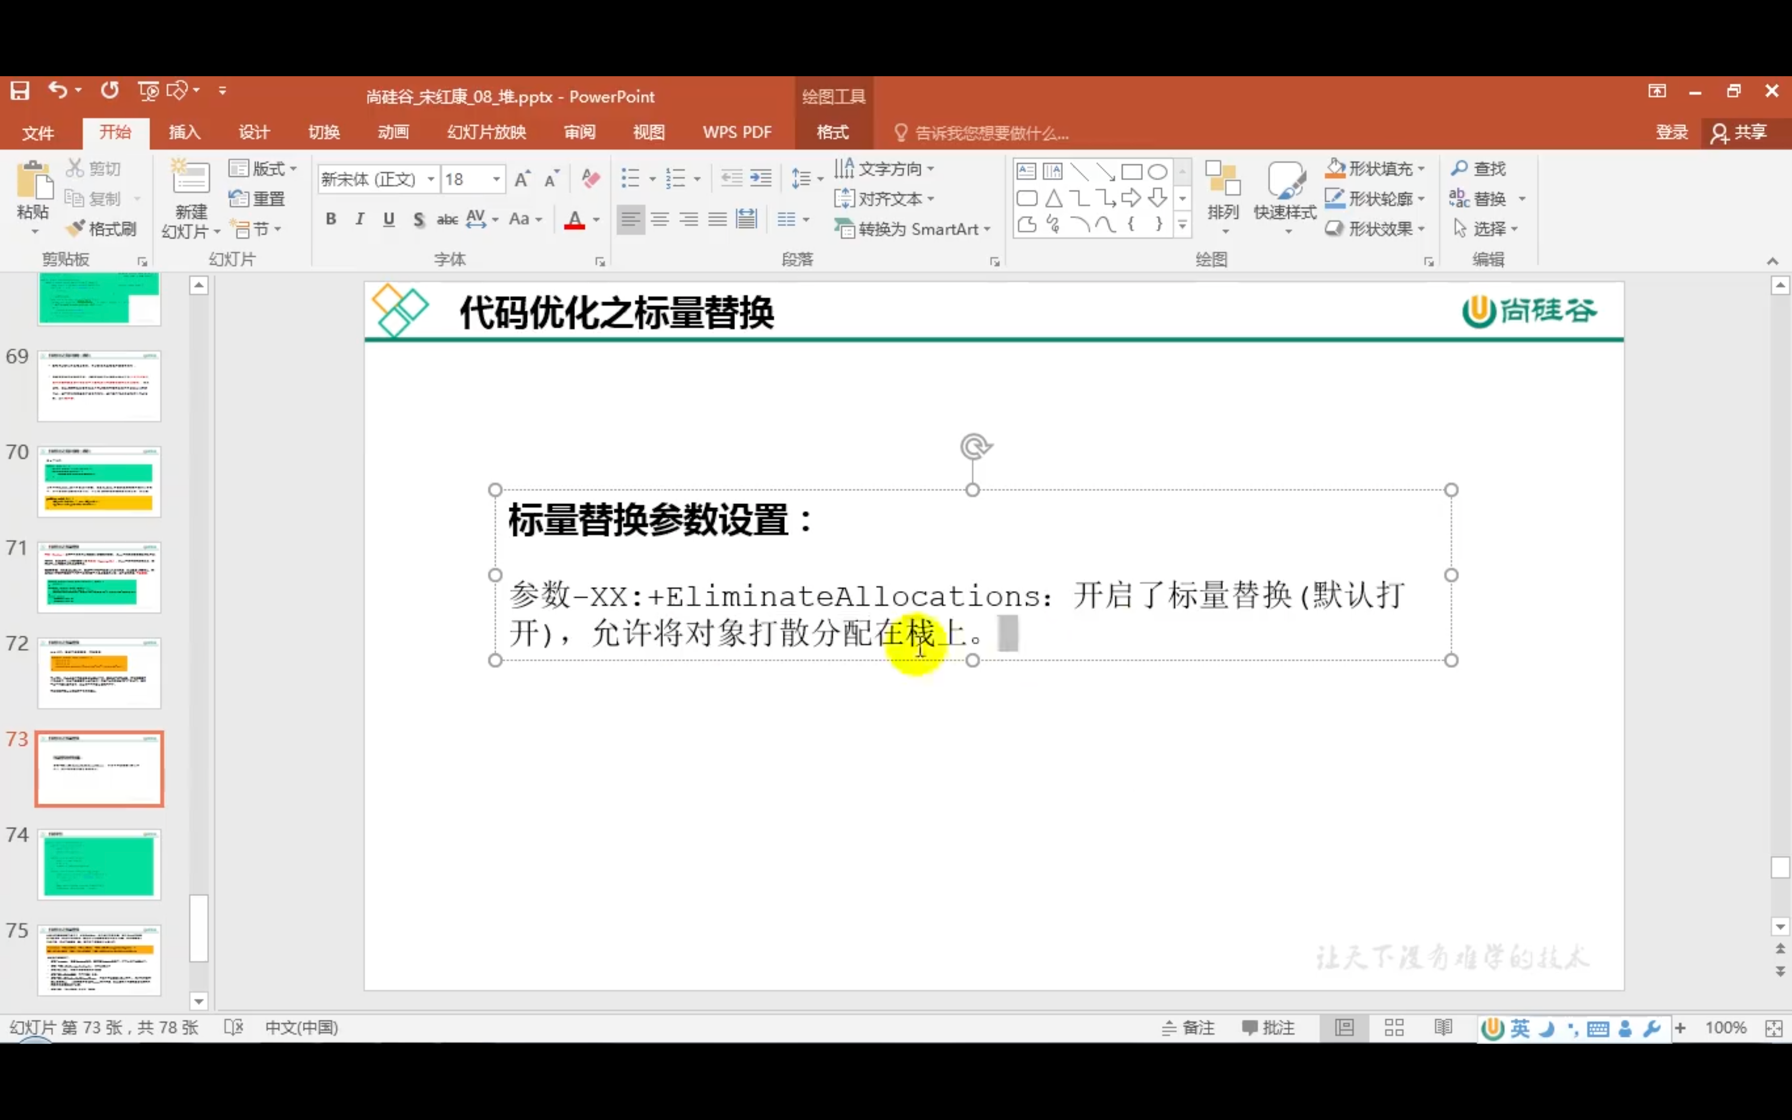 尚硅谷_宋红康_08_堆.pptx - PowerPoint
绘图工具
文件 开始 插入 设计 切换 动画 幻灯片放映 审阅 视图 WPS PDF 格式 告诉我您想要做什么... 登录 共享
剪切 版式 新宋体 (正文) 18 文字方向 形状填充 查找
粘贴 复制 新建 重置 对齐文本 排列 快速样式 形状轮廓 替换
格式刷 幻灯片 节 B I U S abc AV Aa A 转换为 SmartArt 形状效果 选择
剪贴板 幻灯片 字体 段落 绘图 编辑
代码优化之标量替换
尚硅谷
标量替换参数设置：
参数-XX:+EliminateAllocations：开启了标量替换(默认打
开)，允许将对象打散分配在栈上。
让天下没有难学的技术
69
70
71
72
73
74
75
幻灯片 第 73 张，共 78 张 中文(中国) 备注 批注 英 100%